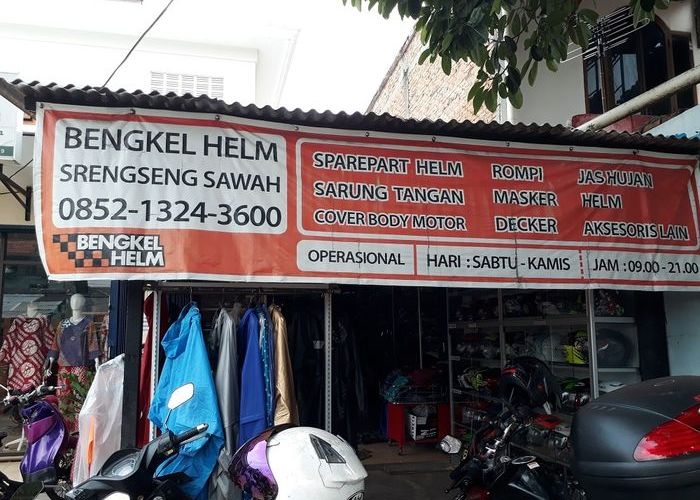 BENGKEL HELM
SRENGSENG SAWAH
0852-1324-3600
BENGKEL
HELM
SPAREPART HELM ROMPI JAS HUJAN
SARUNG TANGAN MASKER HELM
COVER BODY MOTOR DECKER AKSESORIS LAIN
OPERASIONAL HARI : SABTU - KAMIS JAM : 09.00 - 21.00